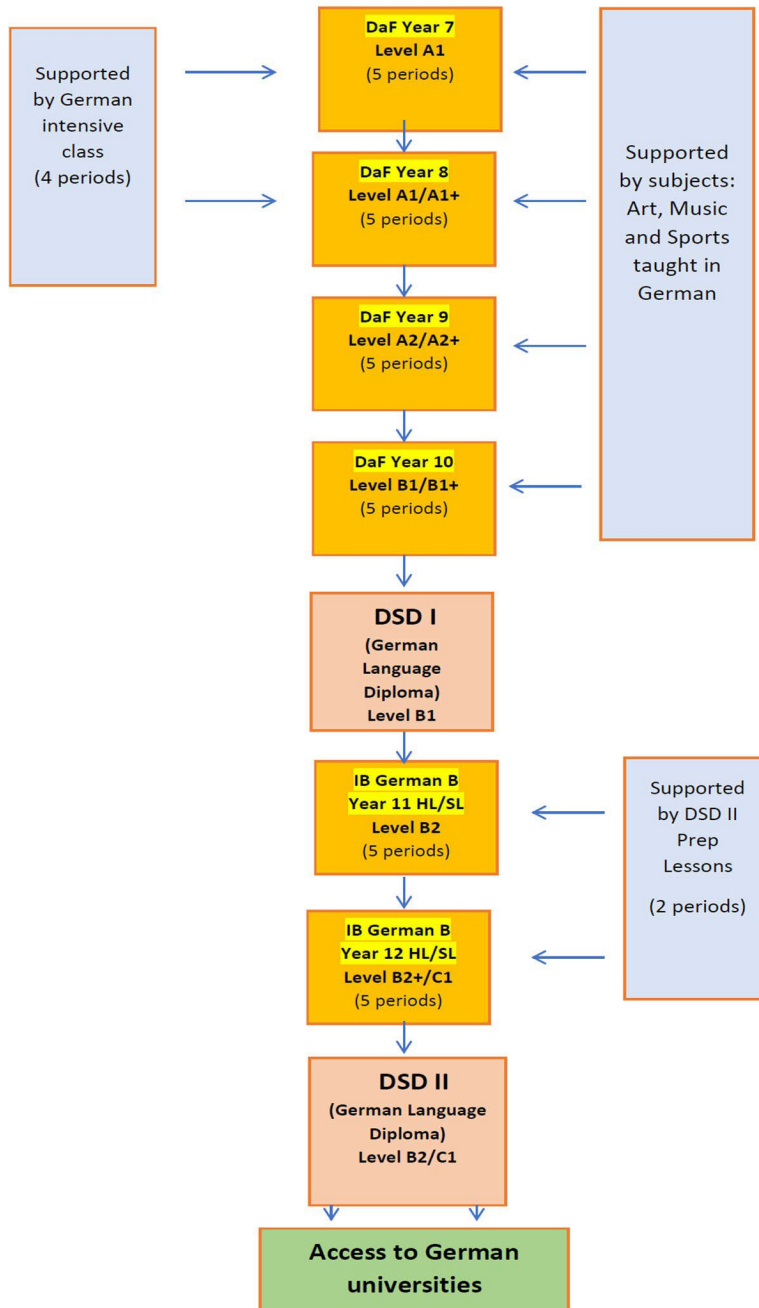 DaF Year 7
Level A1
(5 periods)
Supported
by German
intensive
class
(4 periods)
DaF Year 8
Level A1/A1+
(5 periods)
Supported
by subjects:
Art, Music
and Sports
taught in
German
DaF Year 9
Level A2/A2+
(5 periods)
DaF Year 10
Level B1/B1+
(5 periods)
DSD I
(German
Language
Diploma)
Level B1
IB German B
Year 11 HL/SL
Level B2
(5 periods)
Supported
by DSD II
Prep
Lessons
(2 periods)
IB German B
Year 12 HL/SL
Level B2+/C1
(5 periods)
DSD II
(German Language
Diploma)
Level B2/C1
Access to German
universities